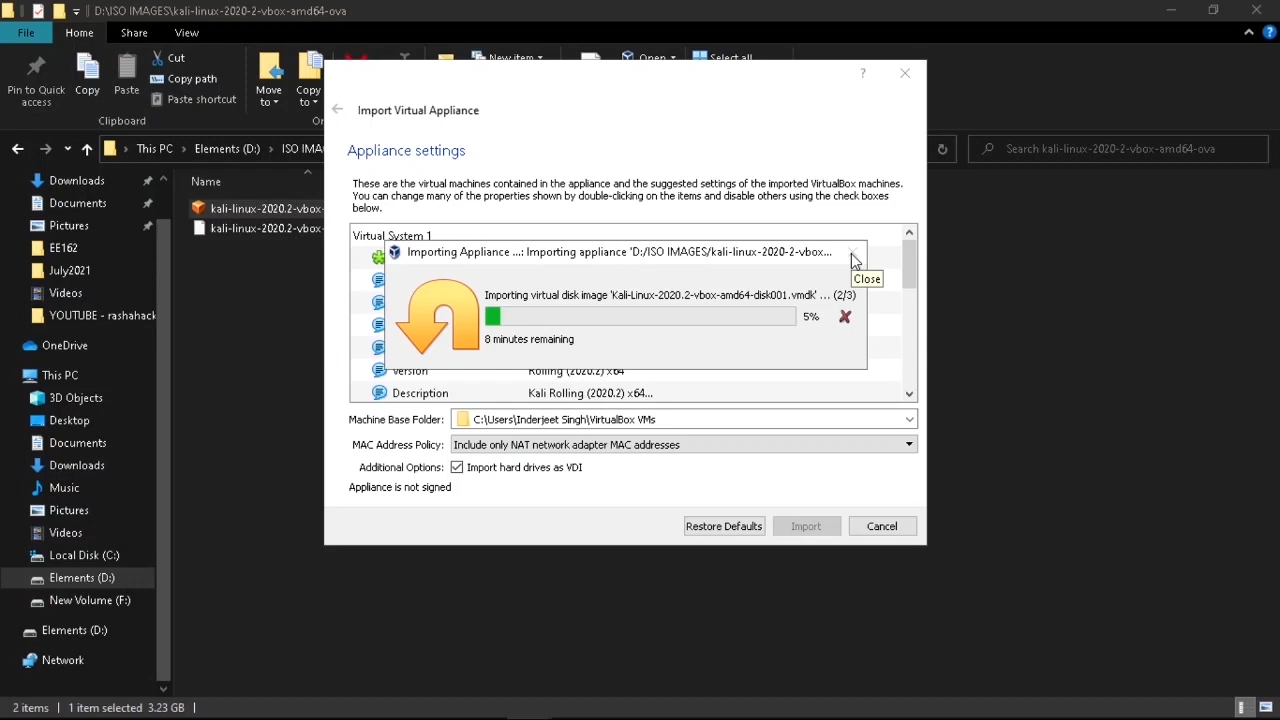 D:\ISO IMAGES\kali-linux-2020-2-vbox-amd64-ova
File
Home
Share
View
Pin to Quick
access
Copy
Paste
Cut
Copy path
Paste shortcut
Clipboard
Move
to
Copy
to
New item
Open
Select all
This PC
Elements (D:)
ISO IMA
Search kali-linux-2020-2-vbox-amd64-ova
Downloads
Documents
Pictures
EE162
July2021
Videos
YOUTUBE - rashahack
OneDrive
This PC
3D Objects
Desktop
Documents
Downloads
Music
Pictures
Videos
Local Disk (C:)
Elements (D:)
New Volume (F:)
Elements (D:)
Network
Name
kali-linux-2020.2-vbox-
kali-linux-2020.2-vbox-
?
Import Virtual Appliance
Appliance settings
These are the virtual machines contained in the appliance and the suggested settings of the imported VirtualBox machines.
You can change many of the properties shown by double-clicking on the items and disable others using the check boxes
below.
Virtual System 1
Importing Appliance ...: Importing appliance 'D:/ISO IMAGES/kali-linux-2020-2-vbox...
Close
Importing virtual disk image 'Kali-Linux-2020.2-vbox-amd64-disk001.vmdk' ... (2/3)
5%
8 minutes remaining
Version Rolling (2020.2) x64
Description Kali Rolling (2020.2) x64...
Machine Base Folder: C:\Users\Inderjeet Singh\VirtualBox VMs
MAC Address Policy: Include only NAT network adapter MAC addresses
Additional Options: Import hard drives as VDI
Appliance is not signed
Restore Defaults
Import
Cancel
2 items 1 item selected 3.23 GB